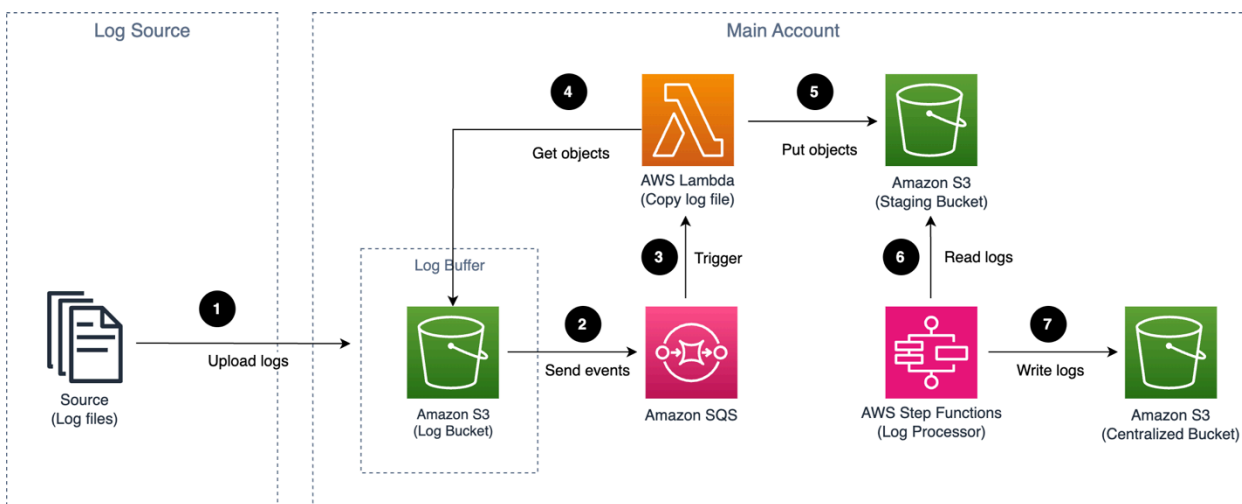 Log Source
Main Account
4
5
Get objects
Put objects
AWS Lambda
(Copy log file)
Amazon S3
(Staging Bucket)
Log Buffer
3
Trigger
6
Read logs
1
Upload logs
2
Send events
7
Write logs
Source
(Log files)
Amazon S3
(Log Bucket)
Amazon SQS
AWS Step Functions
(Log Processor)
Amazon S3
(Centralized Bucket)